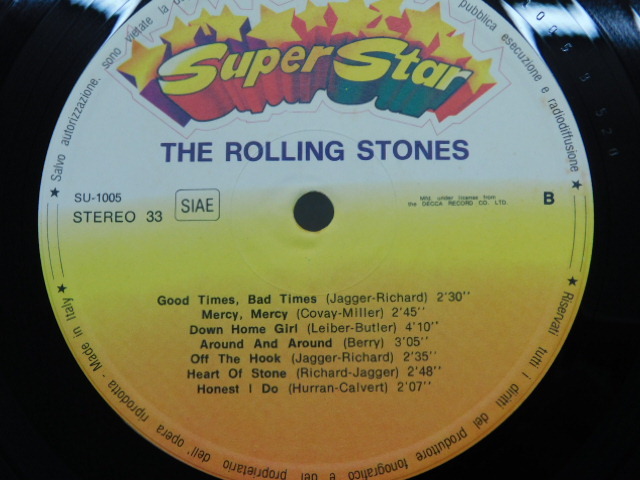 Super Star
THE ROLLING STONES
SU-1005
STEREO 33
SIAE
Mfd. under license from
the DECCA RECORD CO. LTD.
B
Good Times, Bad Times (Jagger-Richard) 2'30''
Mercy, Mercy (Covay-Miller) 2'45''
Down Home Girl (Leiber-Butler) 4'10''
Around And Around (Berry) 3'05''
Off The Hook (Jagger-Richard) 2'35''
Heart Of Stone (Richard-Jagger) 2'48''
Honest I Do (Hurran-Calvert) 2'07''
★ Salvo autorizzazione, sono vietate la
pubblica esecuzione e radiodiffusione ★
★ Riservati tutti i diritti del produttore fonografico e del proprietario dell'opera riprodotta - Made in Italy ★